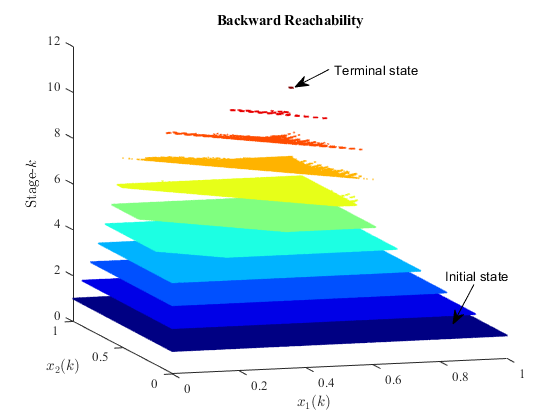 Backward Reachability
12
10
8
6
4
2
0
Stage-k
Terminal state
Initial state
1
0.5
0
x₂(k)
0
0.2
0.4
0.6
0.8
1
x₁(k)